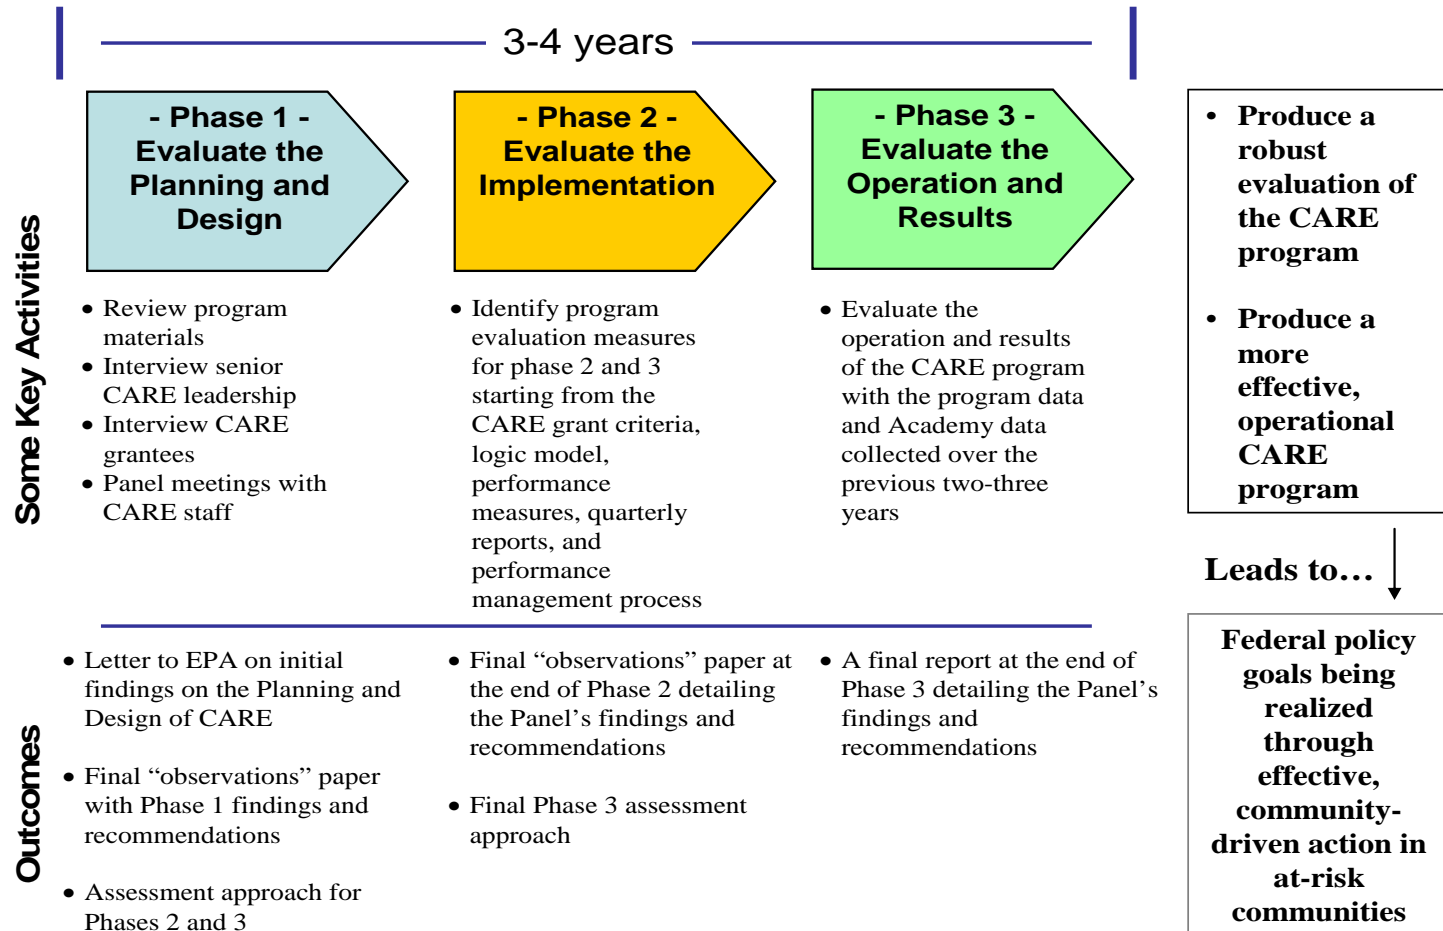 3-4 years
- Phase 1 -
Evaluate the
Planning and
Design
- Phase 2 -
Evaluate the
Implementation
- Phase 3 -
Evaluate the
Operation and
Results
Some Key Activities
• Review program
materials
• Interview senior
CARE leadership
• Interview CARE
grantees
• Panel meetings with
CARE staff
• Identify program
evaluation measures
for phase 2 and 3
starting from the
CARE grant criteria,
logic model,
performance
measures, quarterly
reports, and
performance
management process
• Evaluate the
operation and results
of the CARE program
with the program data
and Academy data
collected over the
previous two-three
years
• Produce a
robust
evaluation of
the CARE
program
• Produce a
more
effective,
operational
CARE
program
Leads to…
Outcomes
• Letter to EPA on initial
findings on the Planning and
Design of CARE
• Final “observations” paper
with Phase 1 findings and
recommendations
• Assessment approach for
Phases 2 and 3
• Final “observations” paper at
the end of Phase 2 detailing
the Panel’s findings and
recommendations
• Final Phase 3 assessment
approach
• A final report at the end of
Phase 3 detailing the Panel’s
findings and
recommendations
Federal policy
goals being
realized
through
effective,
community-
driven action in
at-risk
communities